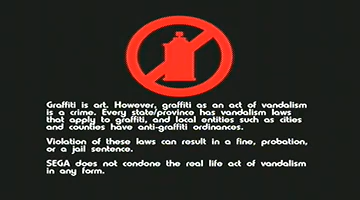 Graffiti is art. However, graffiti as an act of vandalism
is a crime. Every state/province has vandalism laws
that apply to graffiti, and local entities such as cities
and counties have anti-graffiti ordinances.
Violation of these laws can result in a fine, probation,
or a jail sentence.
SEGA does not condone the real life act of vandalism
in any form.